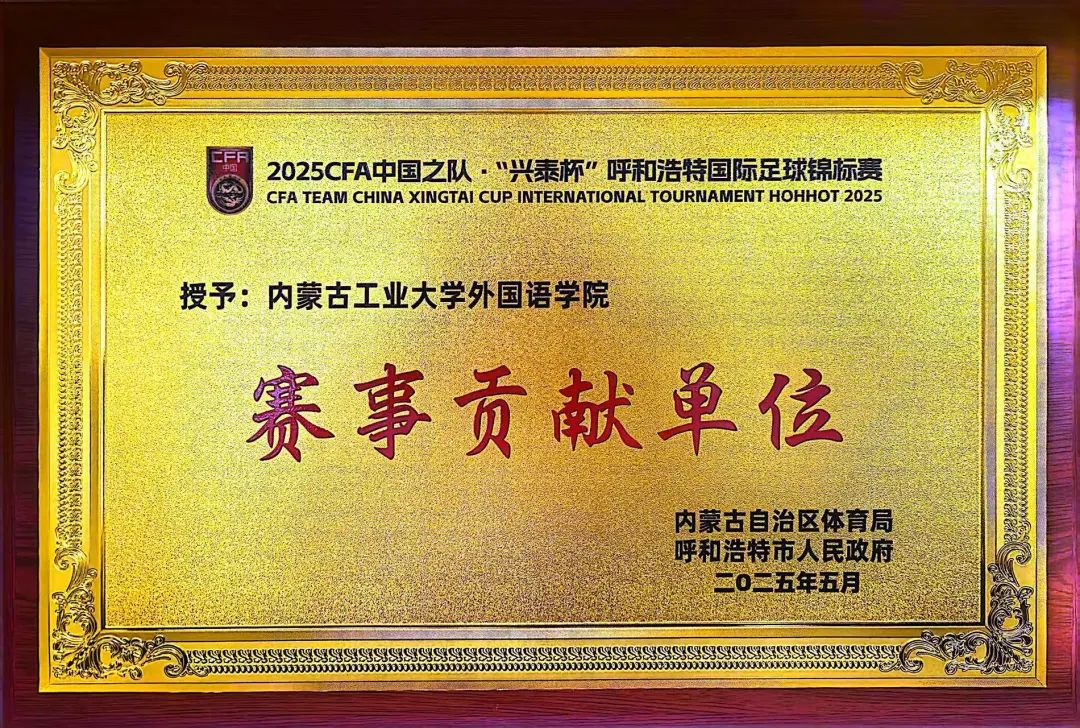 CFA
中国
2025CFA中国之队·“兴泰杯”呼和浩特国际足球锦标赛
CFA TEAM CHINA XINGTAI CUP INTERNATIONAL TOURNAMENT HOHHOT 2025
授予：内蒙古工业大学外国语学院
赛事贡献单位
内蒙古自治区体育局
呼和浩特市人民政府
二〇二五年五月